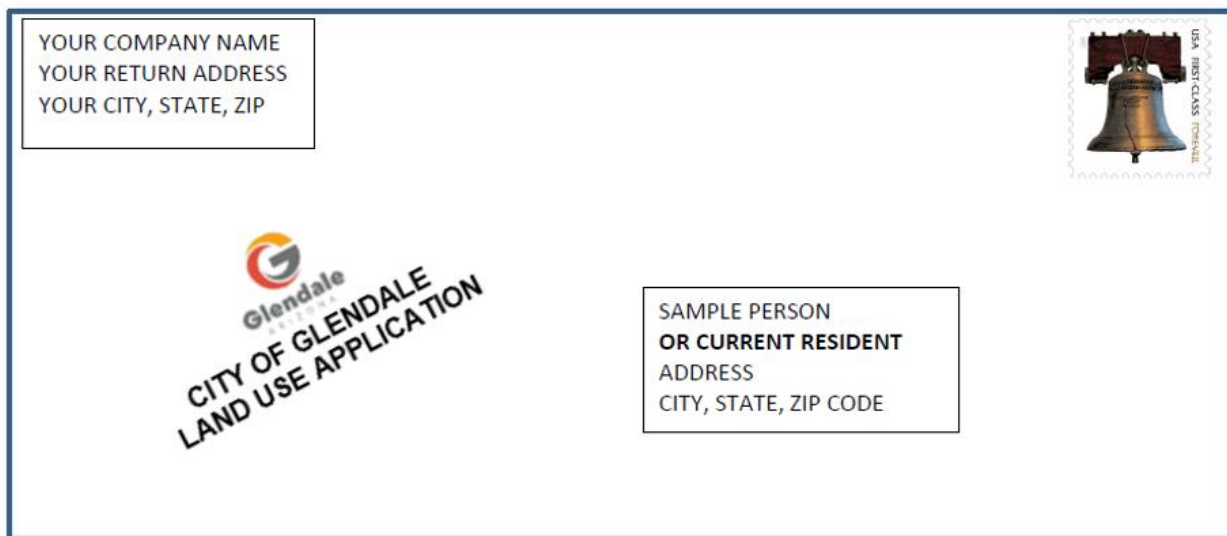 YOUR COMPANY NAME
YOUR RETURN ADDRESS
YOUR CITY, STATE, ZIP
USA FIRST-CLASS FOREVER
Glendale
ARIZONA
CITY OF GLENDALE
LAND USE APPLICATION
SAMPLE PERSON
OR CURRENT RESIDENT
ADDRESS
CITY, STATE, ZIP CODE